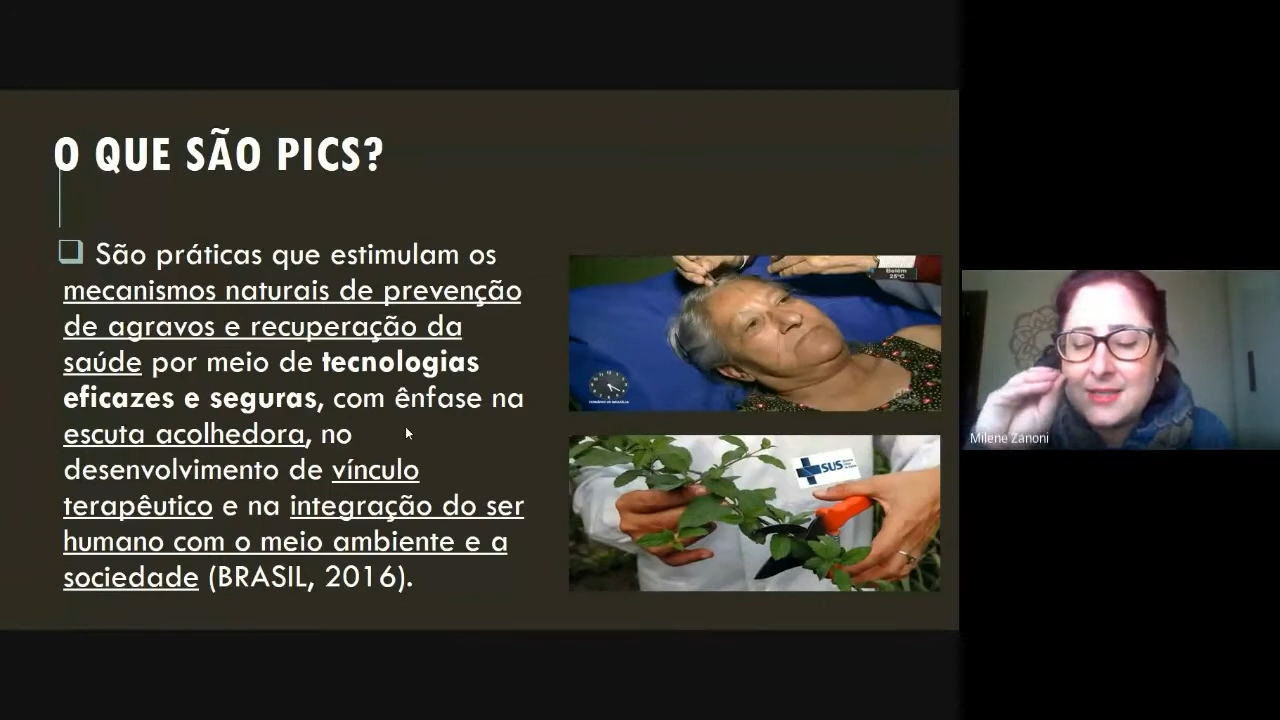 O QUE SÃO PICS?
São práticas que estimulam os
mecanismos naturais de prevenção
de agravos e recuperação da
saúde por meio de tecnologias
eficazes e seguras, com ênfase na
escuta acolhedora, no
desenvolvimento de vínculo
terapêutico e na integração do ser
humano com o meio ambiente e a
sociedade (BRASIL, 2016).
Belém
25°C
SUS
Milene Zanoni